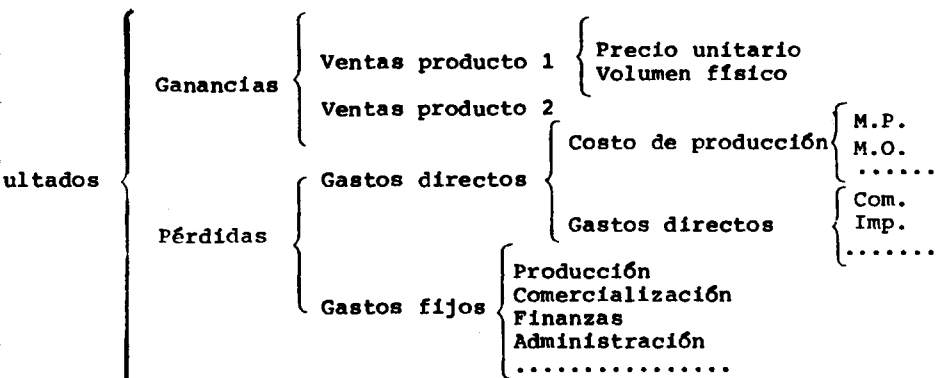 Ventas producto 1
Precio unitario
Volumen físico
Ganancias
Ventas producto 2
Costo de producción
M.P.
M.O.
......
ultados
Gastos directos
Pérdidas
Gastos directos
Com.
Imp.
.......
Gastos fijos
Producción
Comercialización
Finanzas
Administración
................